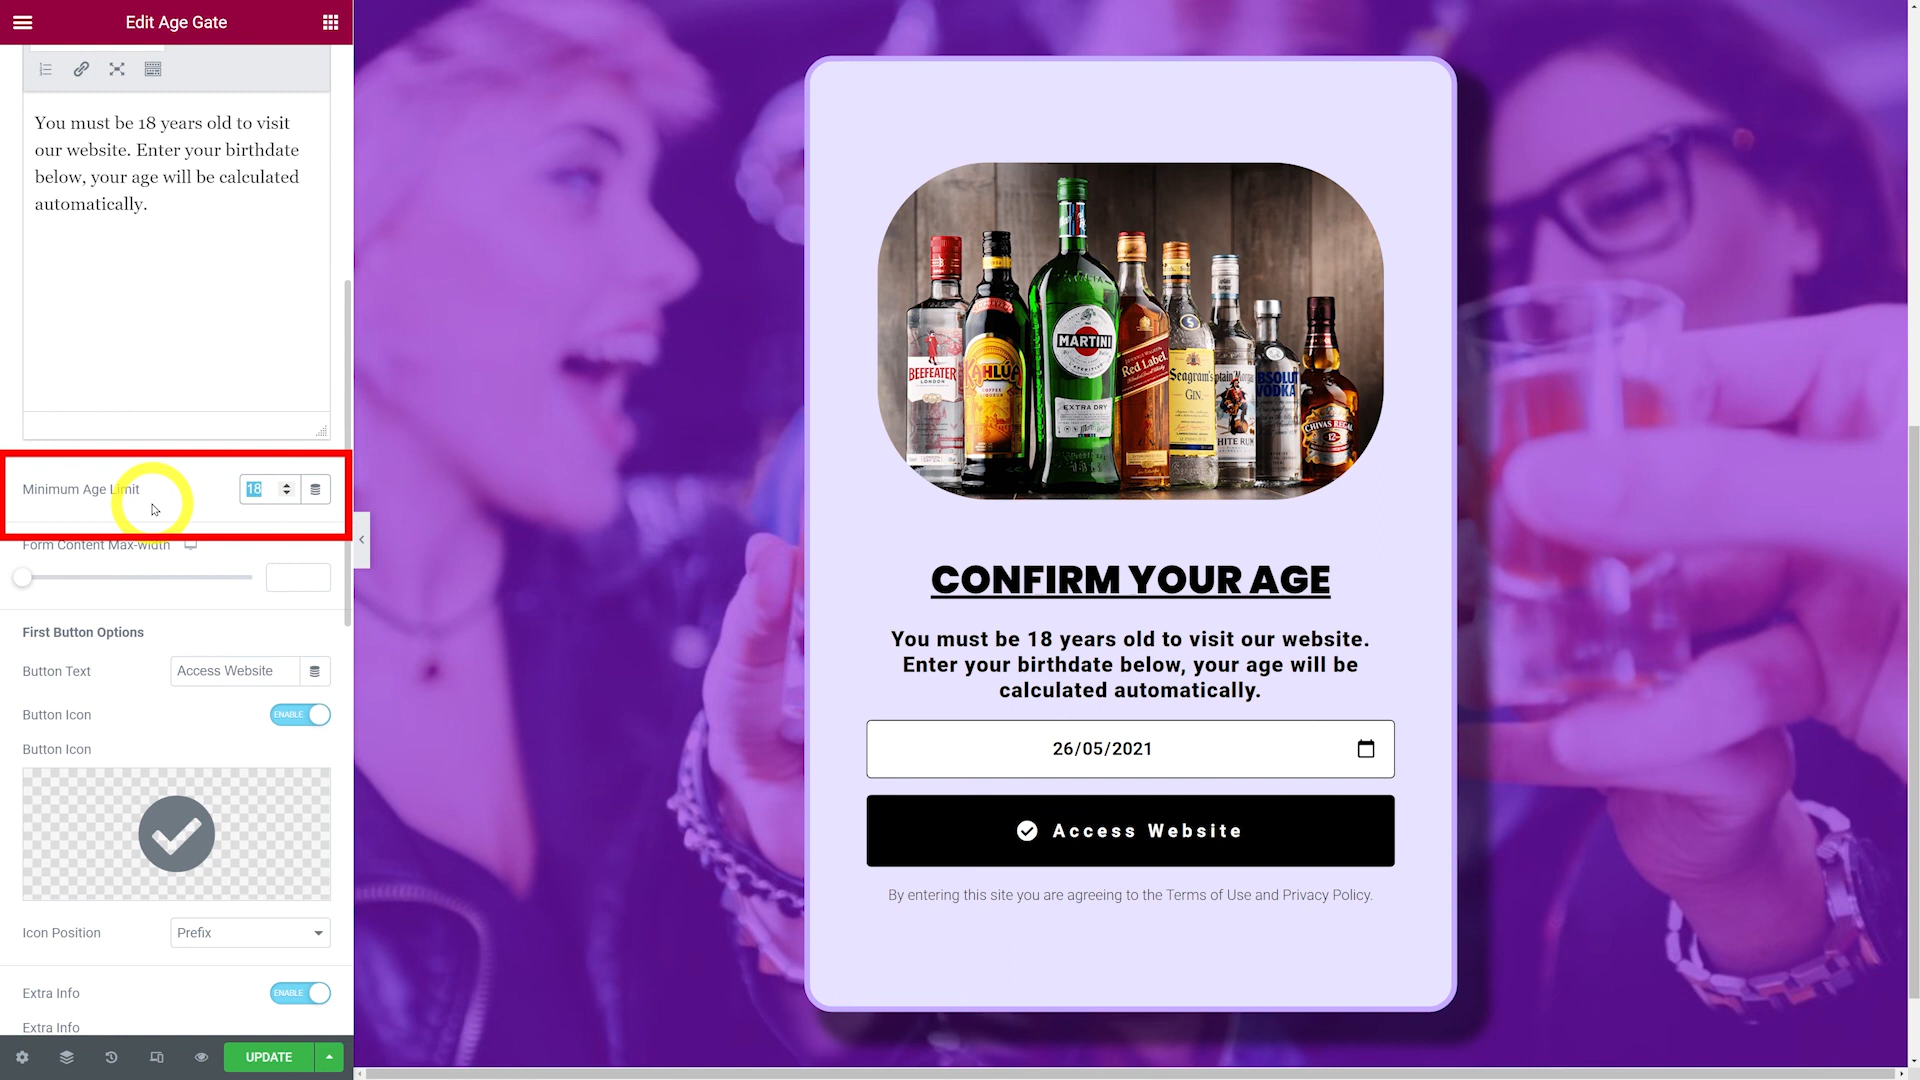 Edit Age Gate
You must be 18 years old to visit
our website. Enter your birthdate
below, your age will be calculated
automatically.
Minimum Age Limit
18
Form Content Max-width
First Button Options
Button Text
Access Website
Button Icon
ENABLE
Button Icon
Icon Position
Prefix
Extra Info
ENABLE
Extra Info
UPDATE
BEEFEATER
LONDON
KAHLÚA
MARTINI
EXTRA DRY
Red Label
Seagram's
GIN
WHITE RUM
VODKA
CHIVAS REGAL
12
CONFIRM YOUR AGE
You must be 18 years old to visit our website.
Enter your birthdate below, your age will be
calculated automatically.
26/05/2021
Access Website
By entering this site you are agreeing to the Terms of Use and Privacy Policy.